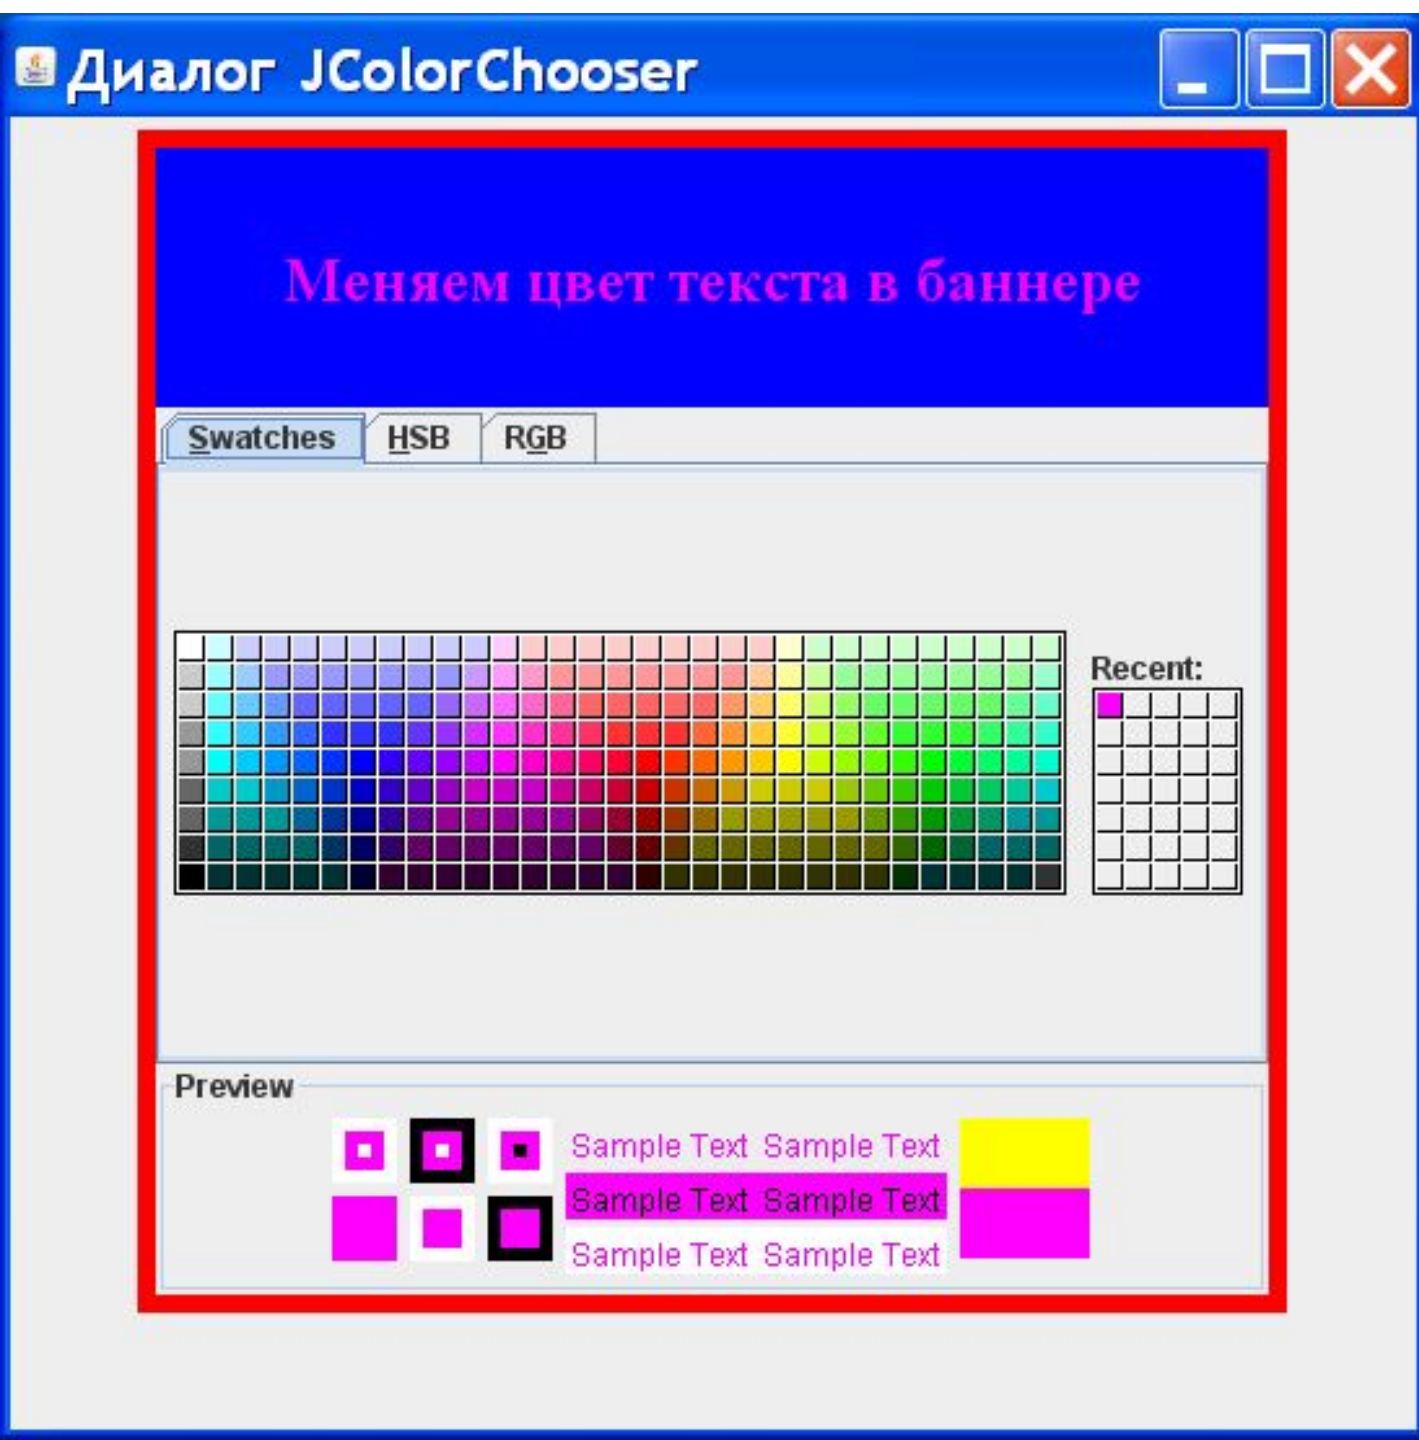 Диалог JColorChooser
Меняем цвет текста в баннере
Swatches HSB RGB
Recent:
Preview
Sample Text Sample Text
Sample Text Sample Text
Sample Text Sample Text